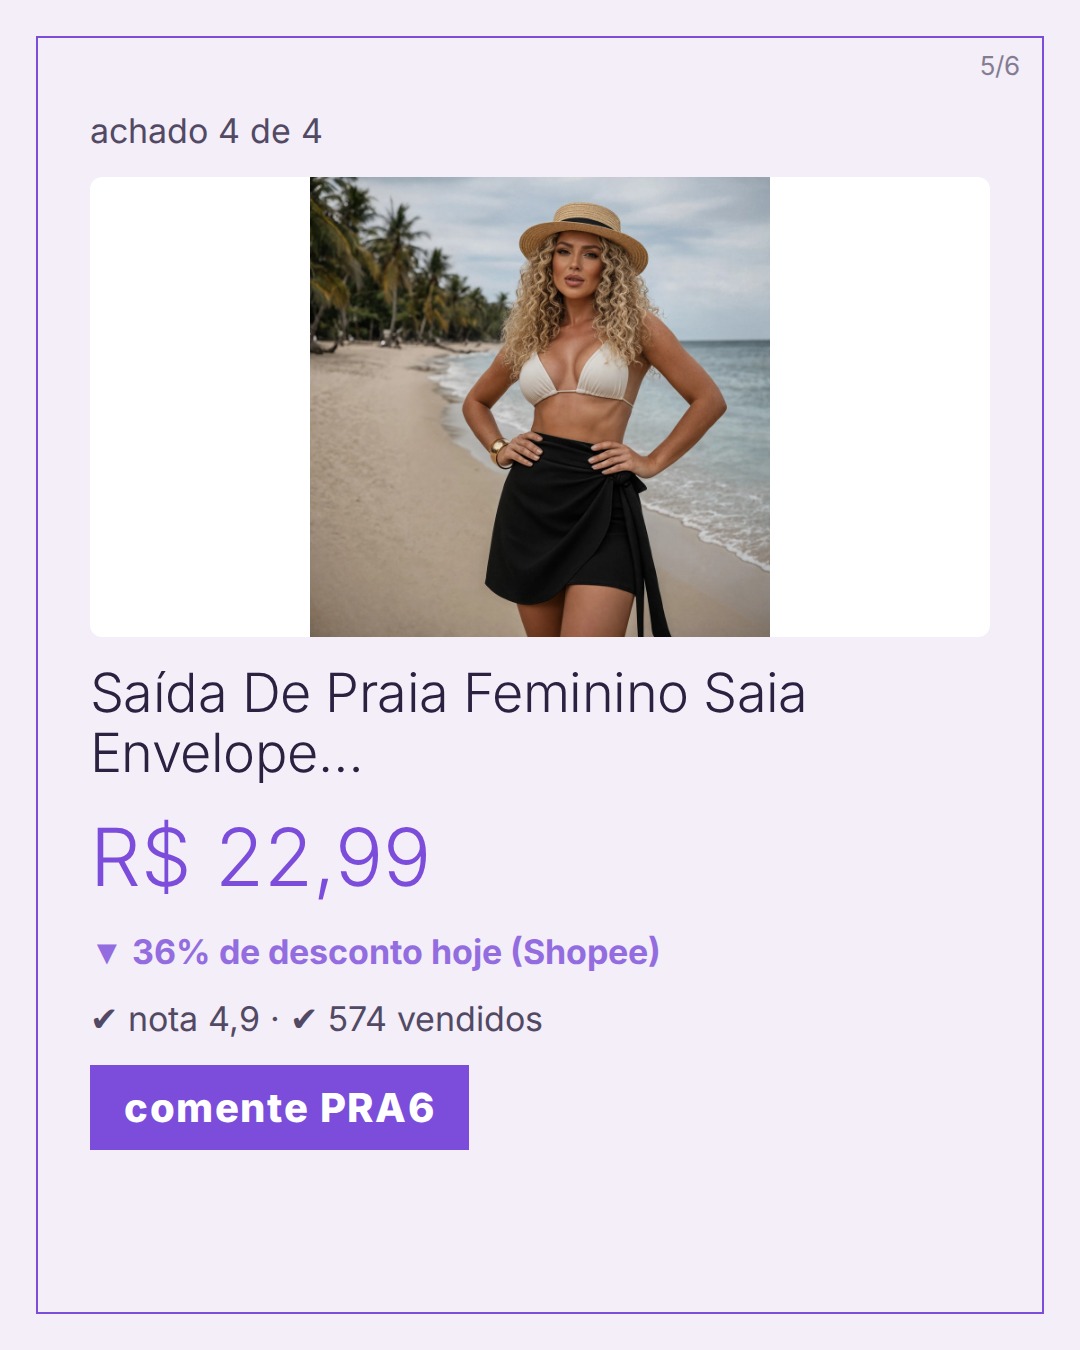 5/6
achado 4 de 4
Saída De Praia Feminino Saia
Envelope...
R$ 22,99
▼ 36% de desconto hoje (Shopee)
✔ nota 4,9 · ✔ 574 vendidos
comente PRA6